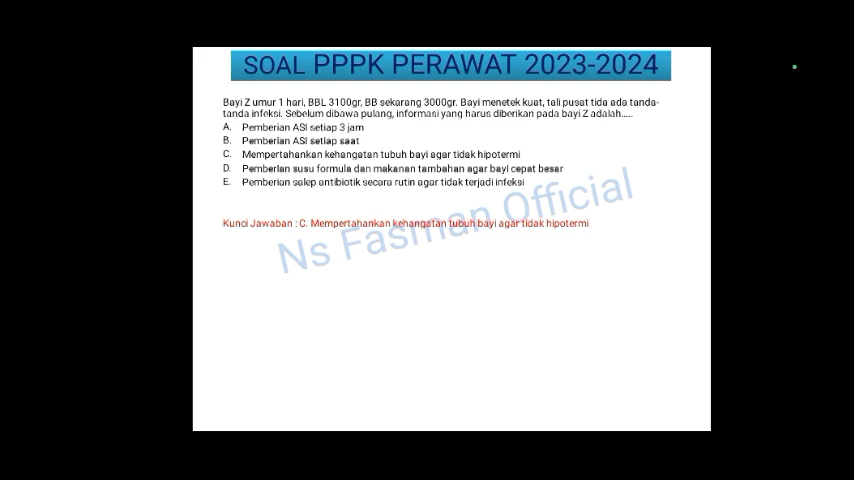 SOAL PPPK PERAWAT 2023-2024
Bayi Z umur 1 hari, BBL 3100gr, BB sekarang 3000gr. Bayi menetek kuat, tali pusat tida ada tanda-
tanda infeksi. Sebelum dibawa pulang, informasi yang harus diberikan pada bayi Z adalah.....
A. Pemberian ASI setiap 3 jam
B. Pemberian ASI setiap saat
C. Mempertahankan kehangatan tubuh bayi agar tidak hipotermi
D. Pemberian susu formula dan makanan tambahan agar bayi cepat besar
E. Pemberian salep antibiotik secara rutin agar tidak terjadi infeksi
Kunci Jawaban : C. Mempertahankan kehangatan tubuh bayi agar tidak hipotermi
Ns Fasman Official